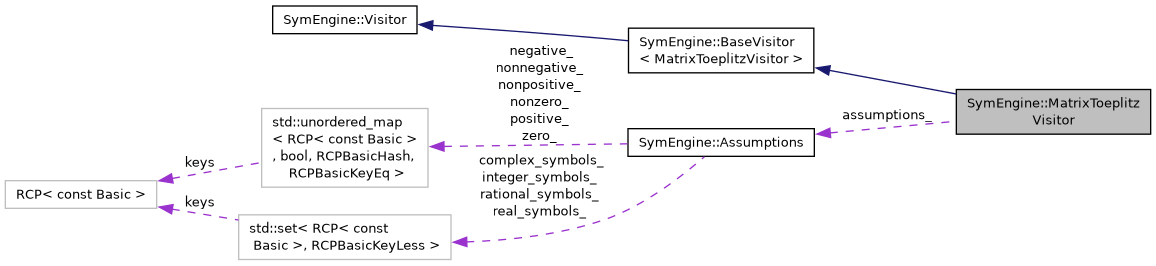 SymEngine::Visitor
SymEngine::BaseVisitor
< MatrixToeplitzVisitor >
SymEngine::MatrixToeplitz
Visitor
assumptions_
SymEngine::Assumptions
negative_
nonnegative_
nonpositive_
nonzero_
positive_
zero_
complex_symbols_
integer_symbols_
rational_symbols_
real_symbols_
std::unordered_map
< RCP< const Basic >
, bool, RCPBasicHash,
RCPBasicKeyEq >
keys
RCP< const Basic >
keys
std::set< RCP< const
Basic >, RCPBasicKeyLess >